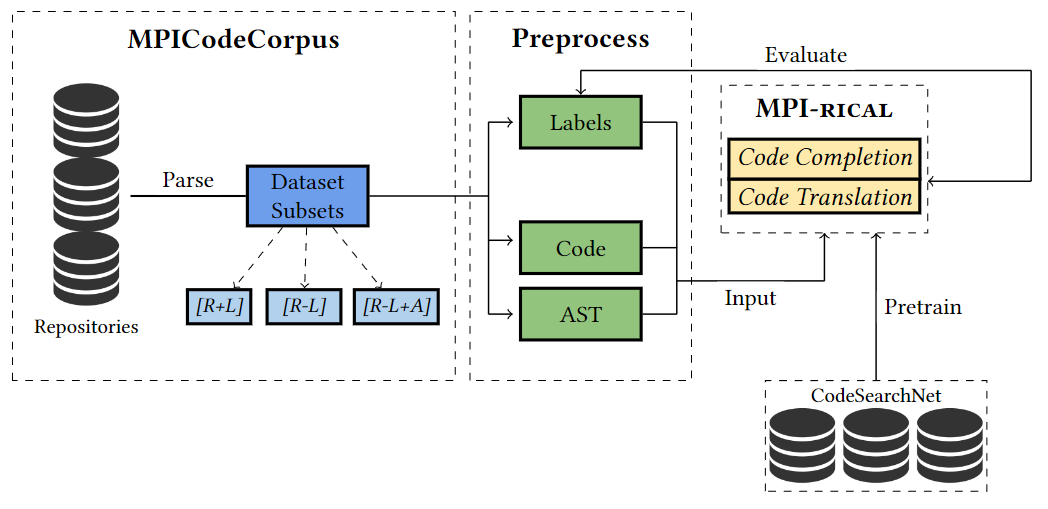 MPICodeCorpus
Repositories
Parse
Dataset
Subsets
[R+L]
[R-L]
[R-L+A]
Preprocess
Labels
Code
AST
Evaluate
MPI-RICAL
Code Completion
Code Translation
Input
Pretrain
CodeSearchNet